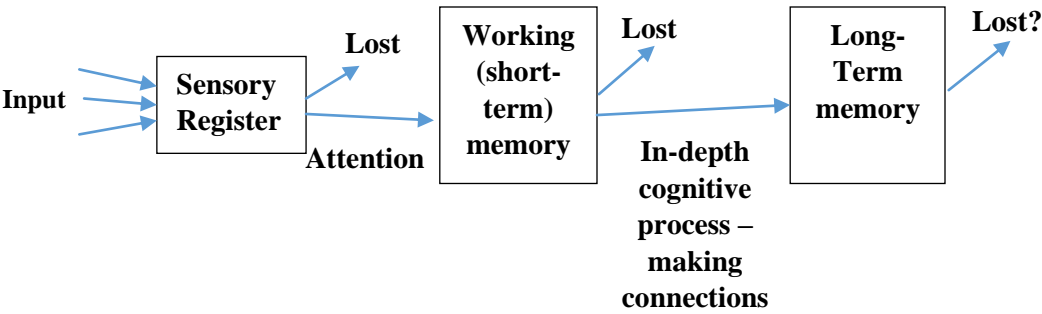 Input
Sensory
Register
Lost
Attention
Working
(short-
term)
memory
Lost
In-depth
cognitive
process –
making
connections
Long-
Term
memory
Lost?